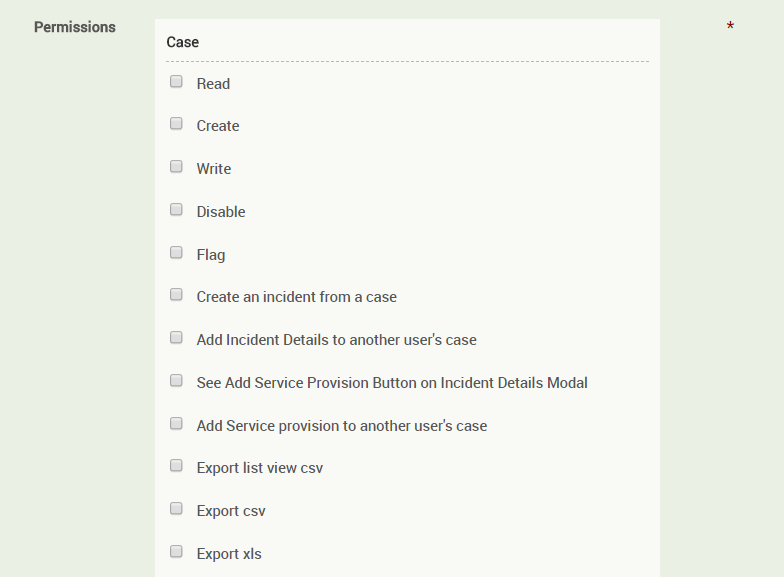 Permissions
*
Case
Read
Create
Write
Disable
Flag
Create an incident from a case
Add Incident Details to another user's case
See Add Service Provision Button on Incident Details Modal
Add Service provision to another user's case
Export list view csv
Export csv
Export xls